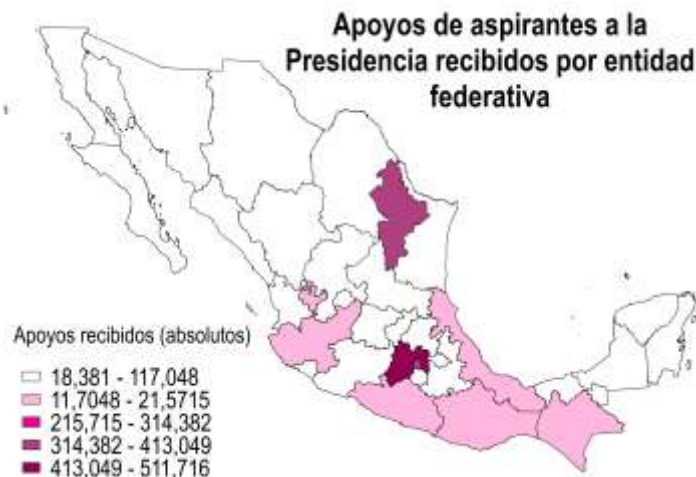 Apoyos de aspirantes a la
Presidencia recibidos por entidad
federativa
Apoyos recibidos (absolutos)
18,381 - 117,048
11,7048 - 21,5715
215,715 - 314,382
314,382 - 413,049
413,049 - 511,716